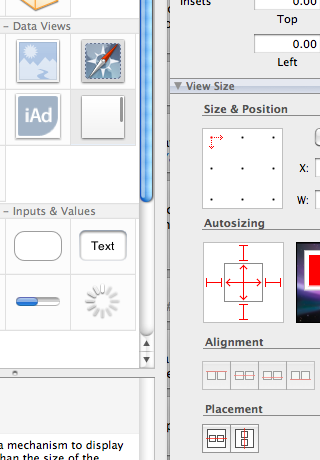 Insets
0.00
Top
0.00
Left
Data Views
iAd
View Size
Size & Position
X:
W:
Autosizing
Inputs & Values
Text
Alignment
Placement
a mechanism to display
than the size of the